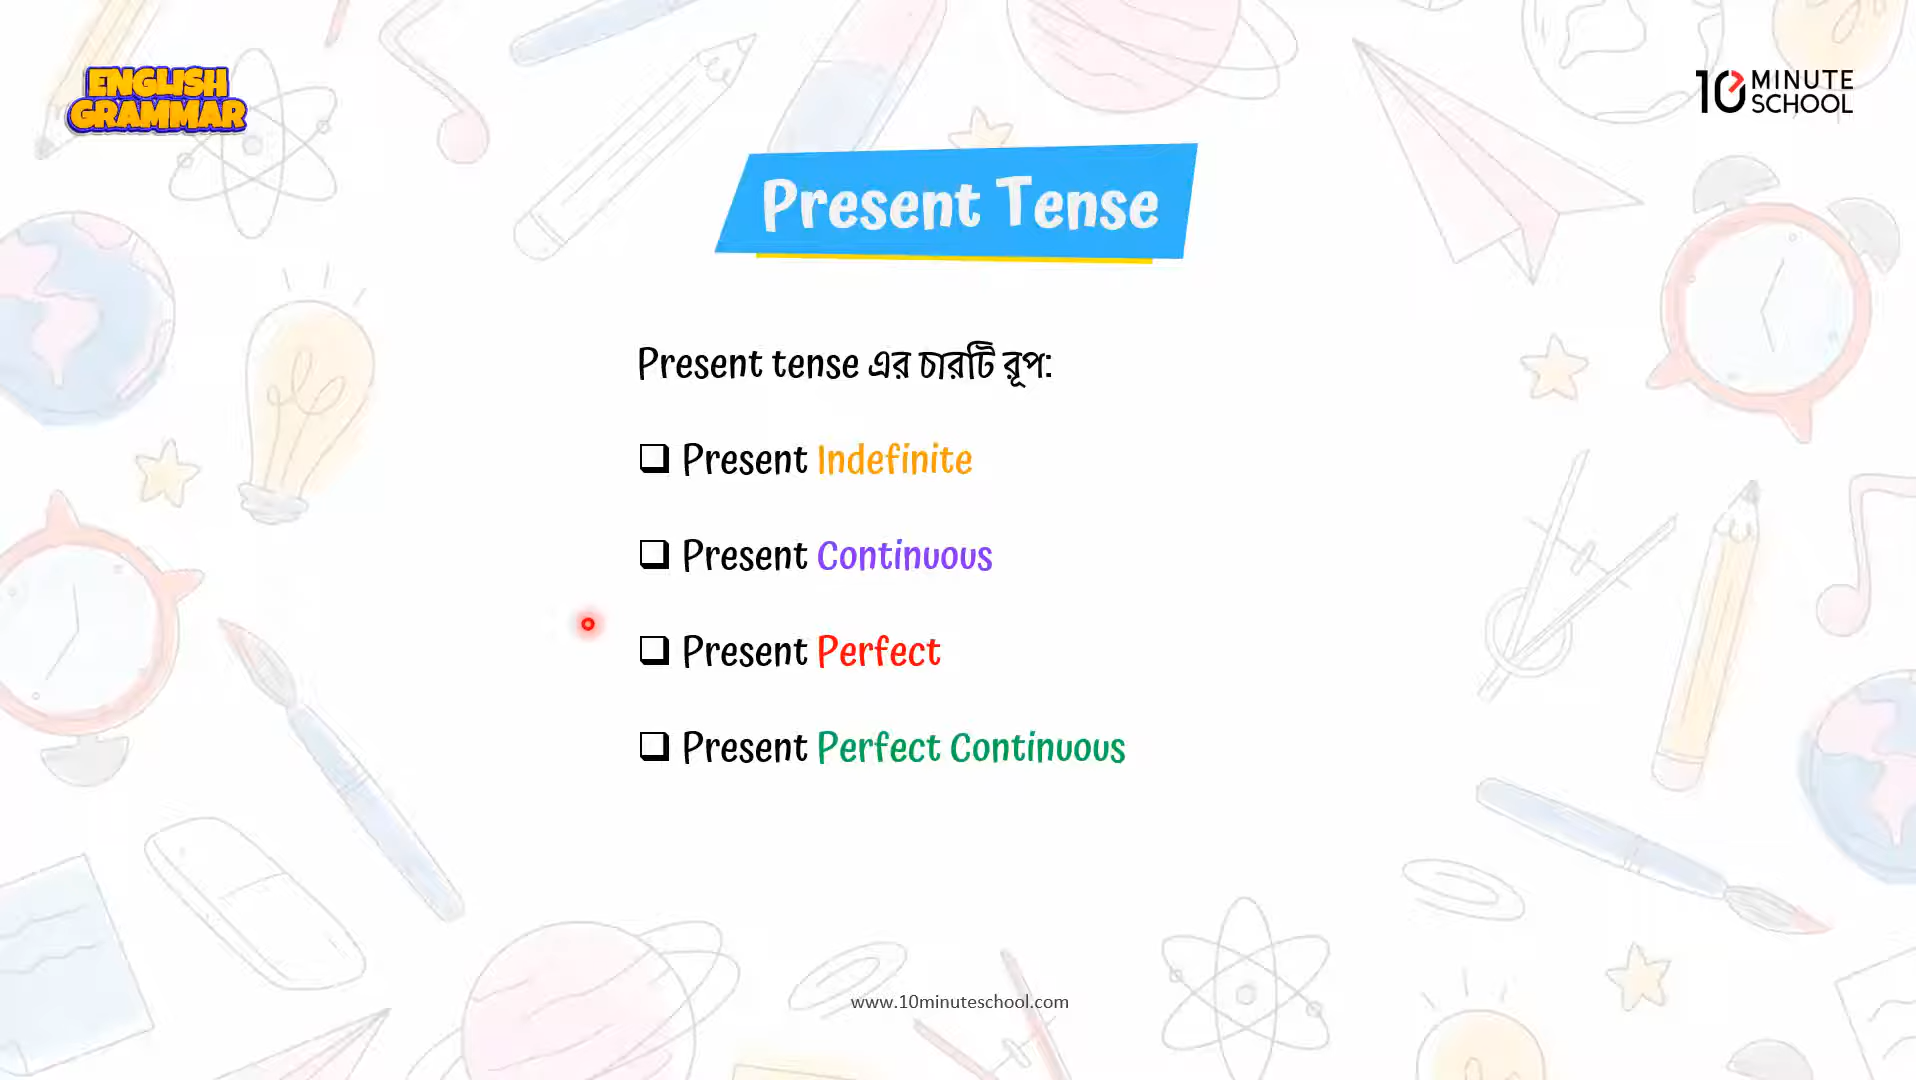 ENGLISH
GRAMMAR
10 MINUTE
SCHOOL
Present Tense
Present tense এর চারটি রূপ:
Present Indefinite
Present Continuous
Present Perfect
Present Perfect Continuous
www.10minuteschool.com